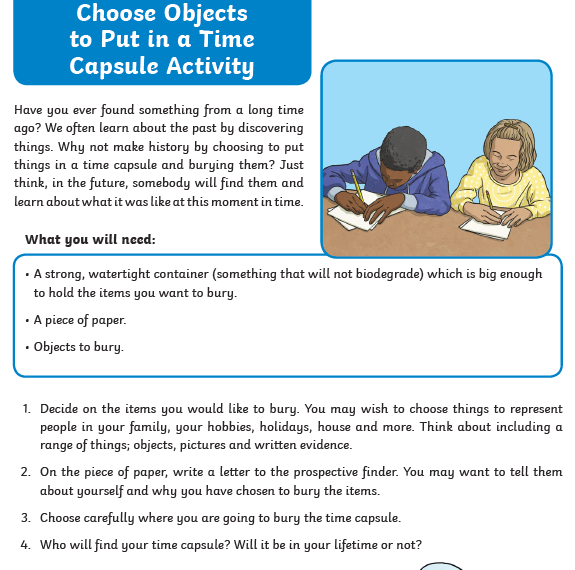 Choose Objects
to Put in a Time
Capsule Activity
Have you ever found something from a long time
ago? We often learn about the past by discovering
things. Why not make history by choosing to put
things in a time capsule and burying them? Just
think, in the future, somebody will find them and
learn about what it was like at this moment in time.
What you will need:
• A strong, watertight container (something that will not biodegrade) which is big enough
to hold the items you want to bury.
• A piece of paper.
• Objects to bury.
1. Decide on the items you would like to bury. You may wish to choose things to represent
people in your family, your hobbies, holidays, house and more. Think about including a
range of things; objects, pictures and written evidence.
2. On the piece of paper, write a letter to the prospective finder. You may want to tell them
about yourself and why you have chosen to bury the items.
3. Choose carefully where you are going to bury the time capsule.
4. Who will find your time capsule? Will it be in your lifetime or not?